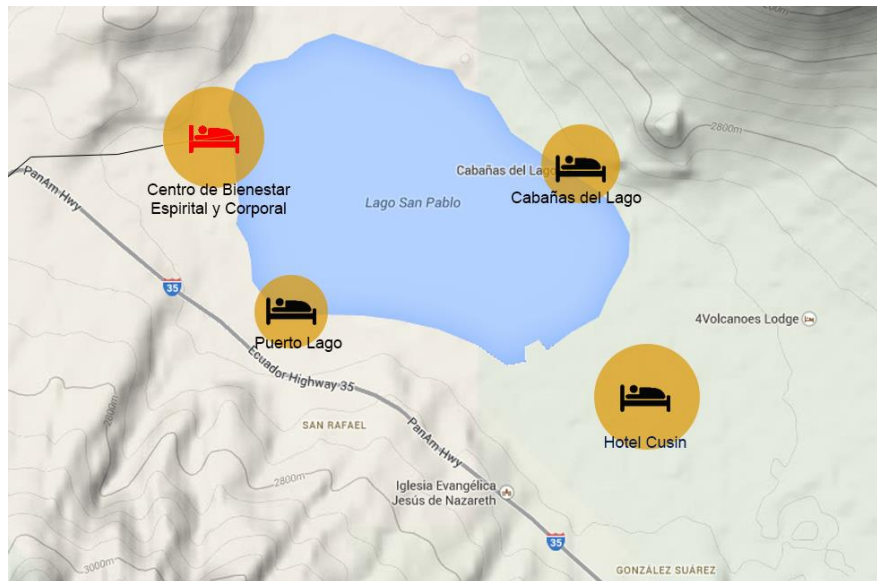 2800m
Cabañas del Lago
Cabañas del Lago
Centro de Bienestar
Espirital y Corporal
Lago San Pablo
PanAm Hwy
35
4Volcanoes Lodge
Puerto Lago
Ecuador Highway 35
2800m
SAN RAFAEL
PanAm Hwy
Hotel Cusin
2800m
Iglesia Evangélica
Jesús de Nazareth
35
3000m
GONZÁLEZ SUÁREZ